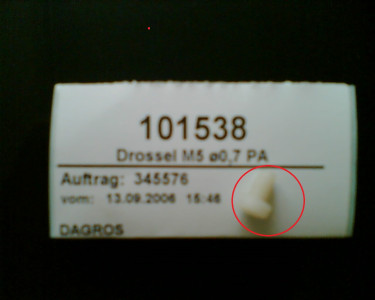 101538
Drossel M5 ø0,7 PA
Auftrag: 345576
vom: 13.09.2006 15:46
DAGROS